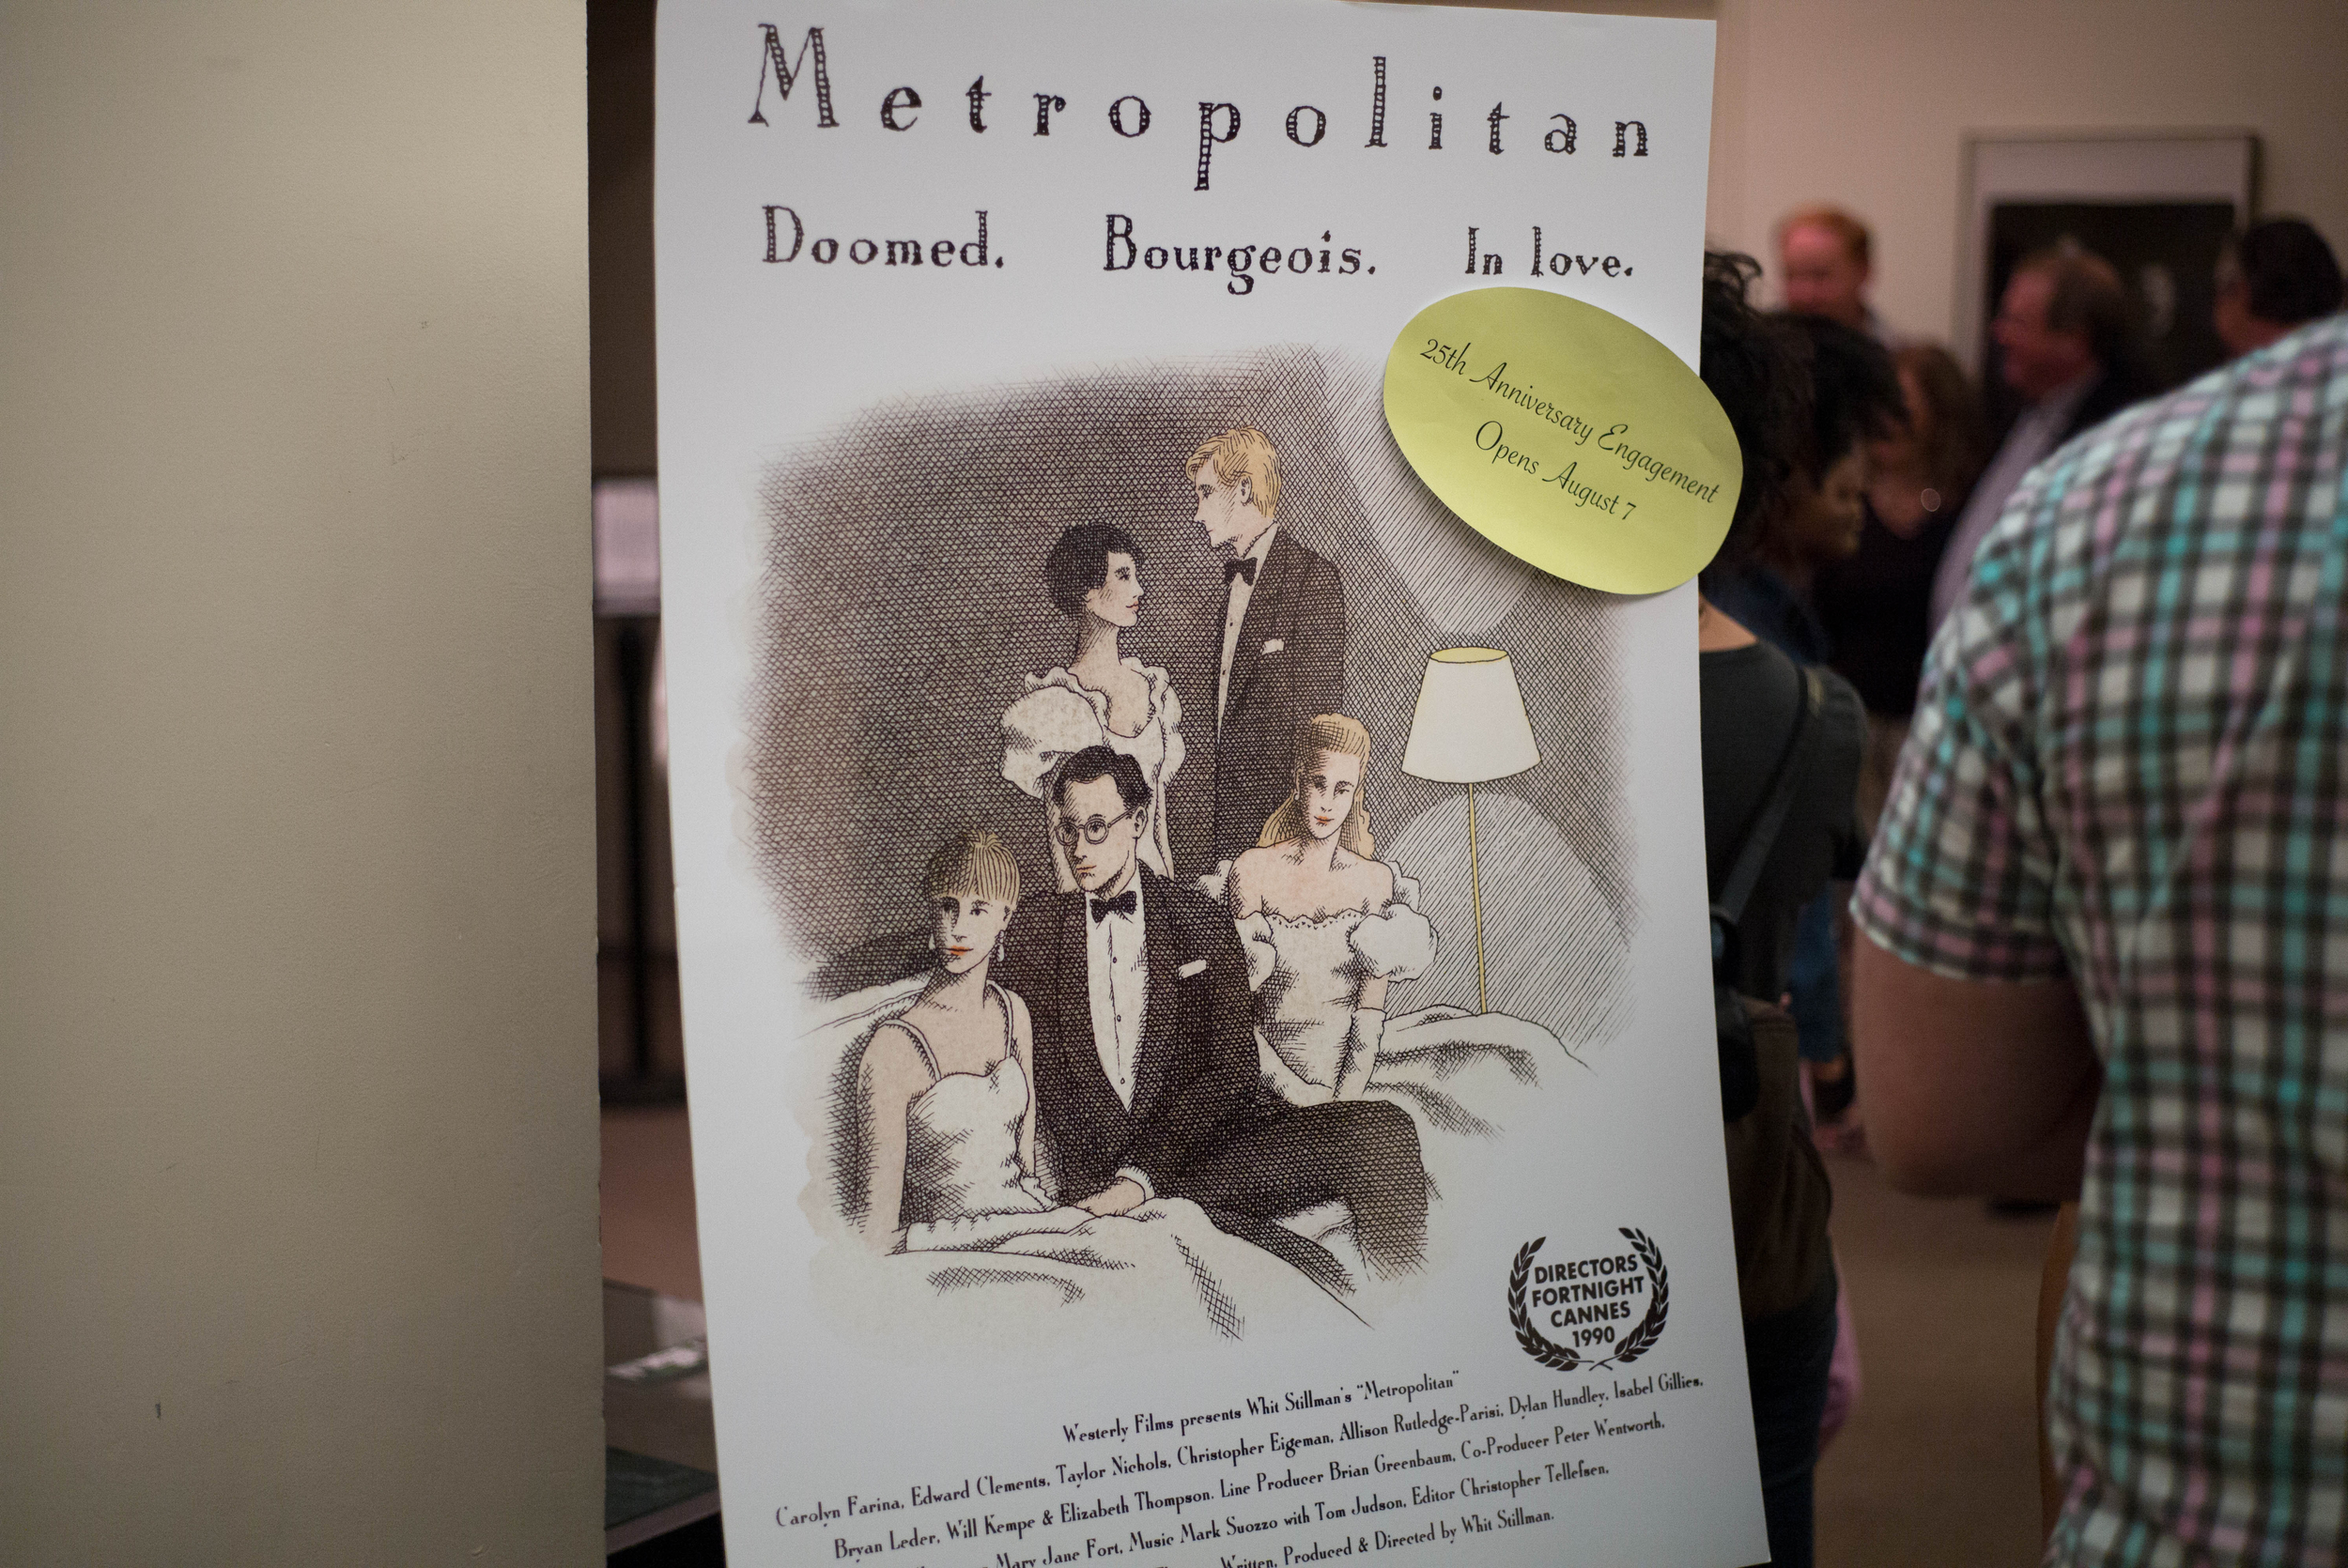 Metropolitan
Doomed. Bourgeois. In love.
25th Anniversary Engagement
Opens August 7
DIRECTORS
FORTNIGHT
CANNES
1990
Westerly Films presents Whit Stillman's "Metropolitan"
Carolyn Farina, Edward Clements, Taylor Nichols, Christopher Eigeman, Allison Rutledge-Parisi, Dylan Hundley, Isabel Gillies,
Bryan Leder, Will Kempe & Elizabeth Thompson. Line Producer Brian Greenbaum, Co-Producer Peter Wentworth,
Mary Jane Fort, Music Mark Suozzo with Tom Judson, Editor Christopher Tellefsen,
Written, Produced & Directed by Whit Stillman.